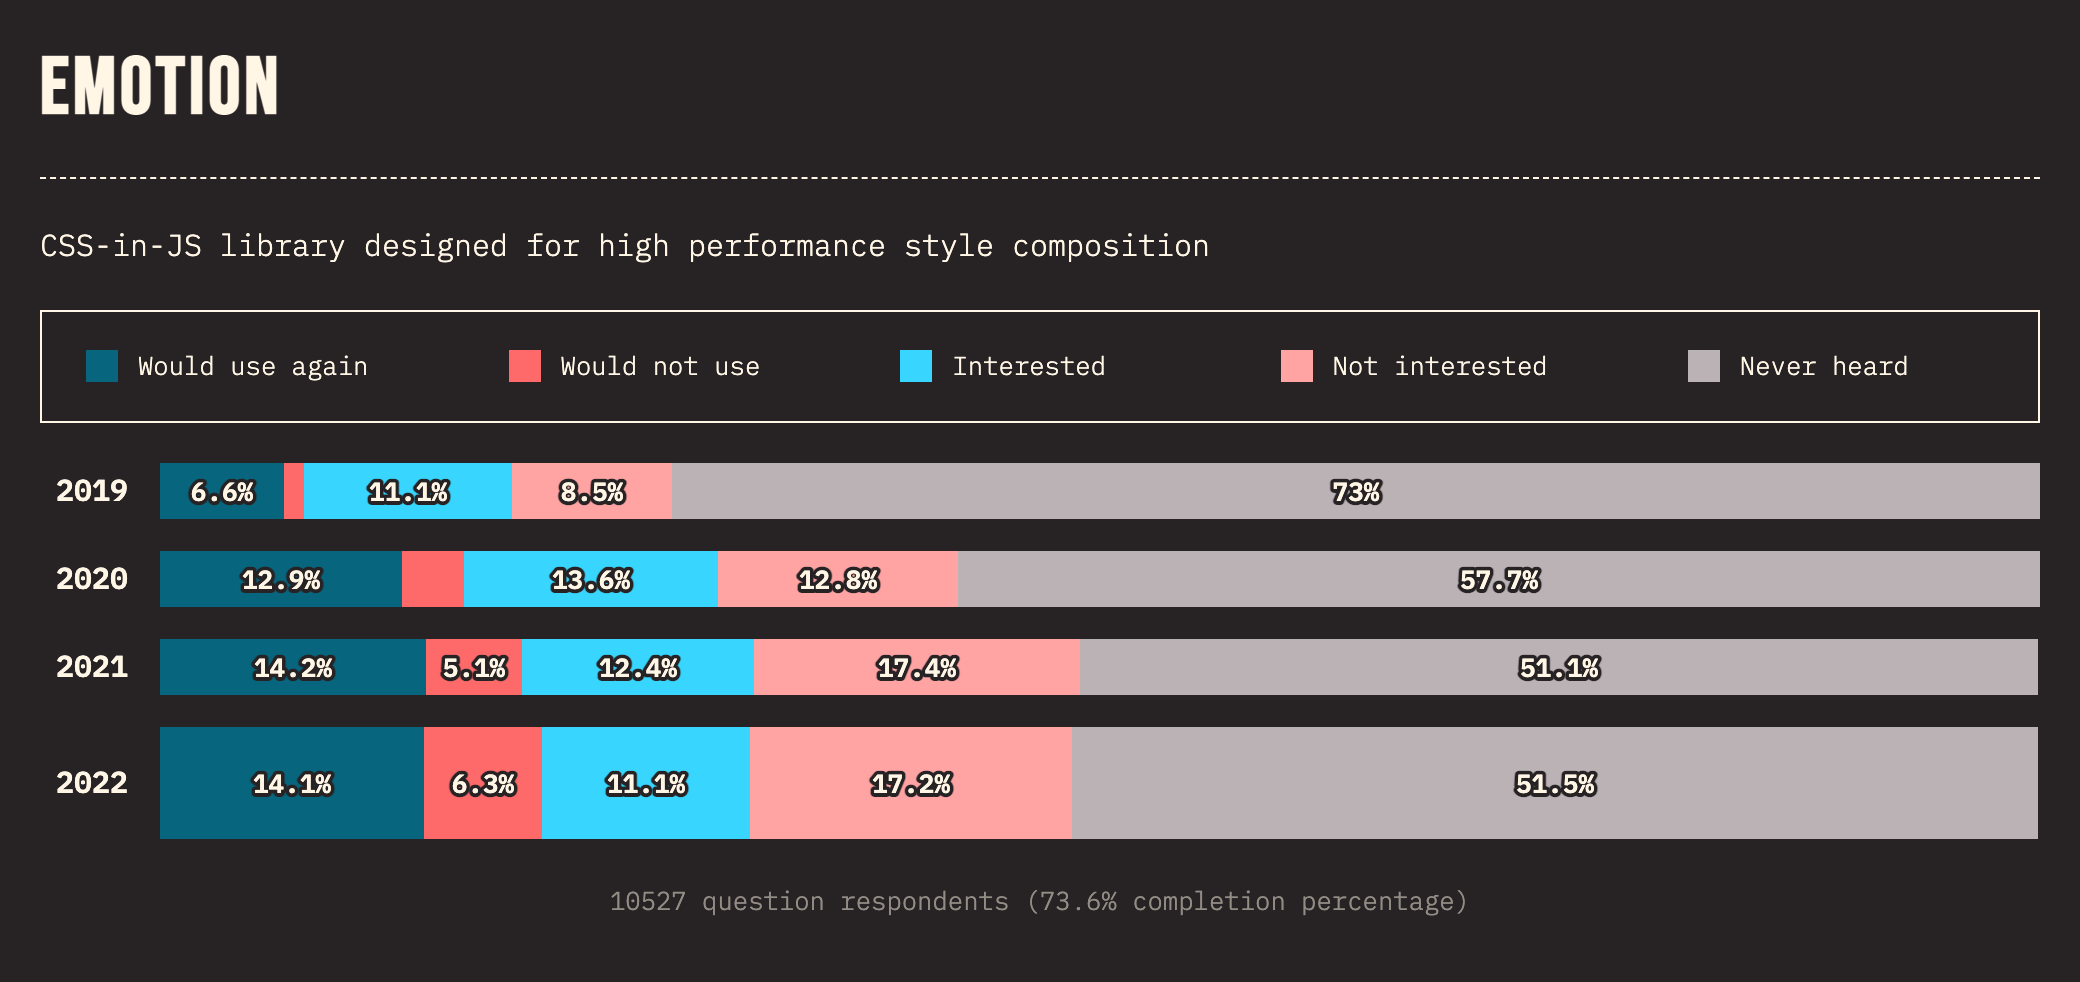 EMOTION
CSS-in-JS library designed for high performance style composition
Would use again Would not use Interested Not interested Never heard
2019 6.6% 11.1% 8.5% 73%
2020 12.9% 13.6% 12.8% 57.7%
2021 14.2% 5.1% 12.4% 17.4% 51.1%
2022 14.1% 6.3% 11.1% 17.2% 51.5%
10527 question respondents (73.6% completion percentage)